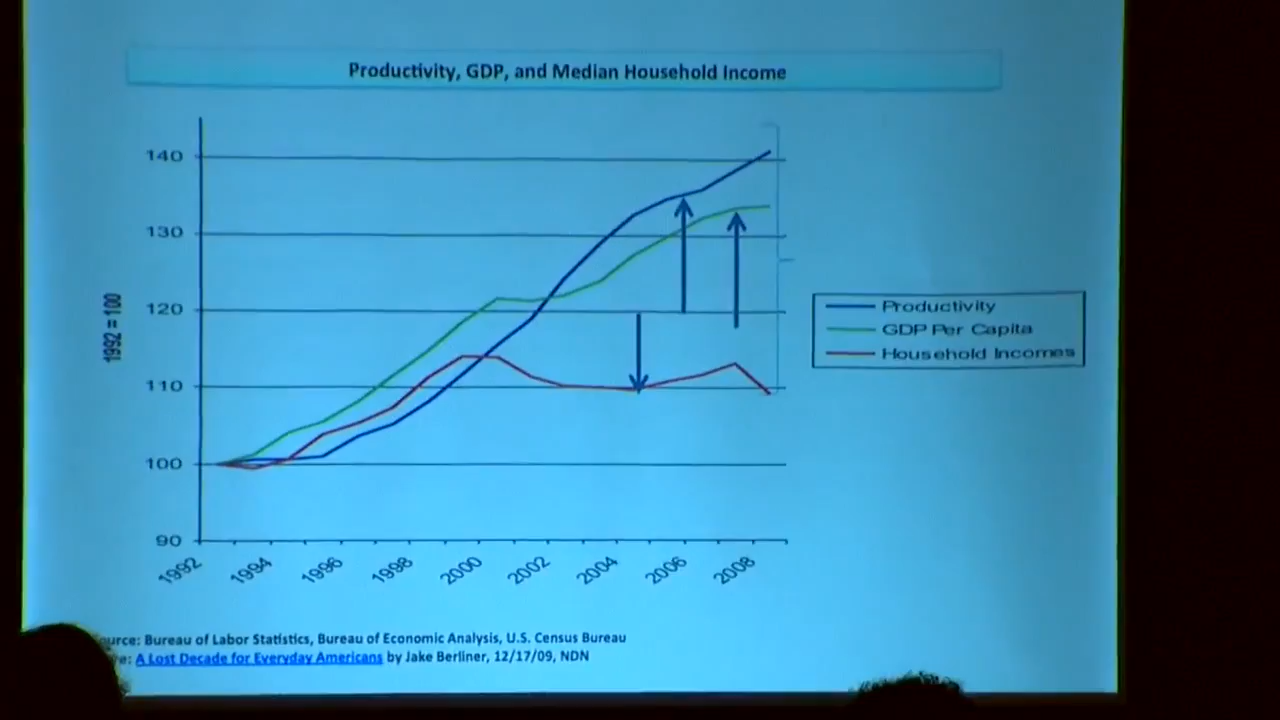 Productivity, GDP, and Median Household Income
140
130
120
110
100
90
1992 = 100
1992
1994
1996
1998
2000
2002
2004
2006
2008
Productivity
GDP Per Capita
Household Incomes
Bureau of Labor Statistics, Bureau of Economic Analysis, U.S. Census Bureau
A Lost Decade for Everyday Americans by Jake Berliner, 12/17/09, NDN